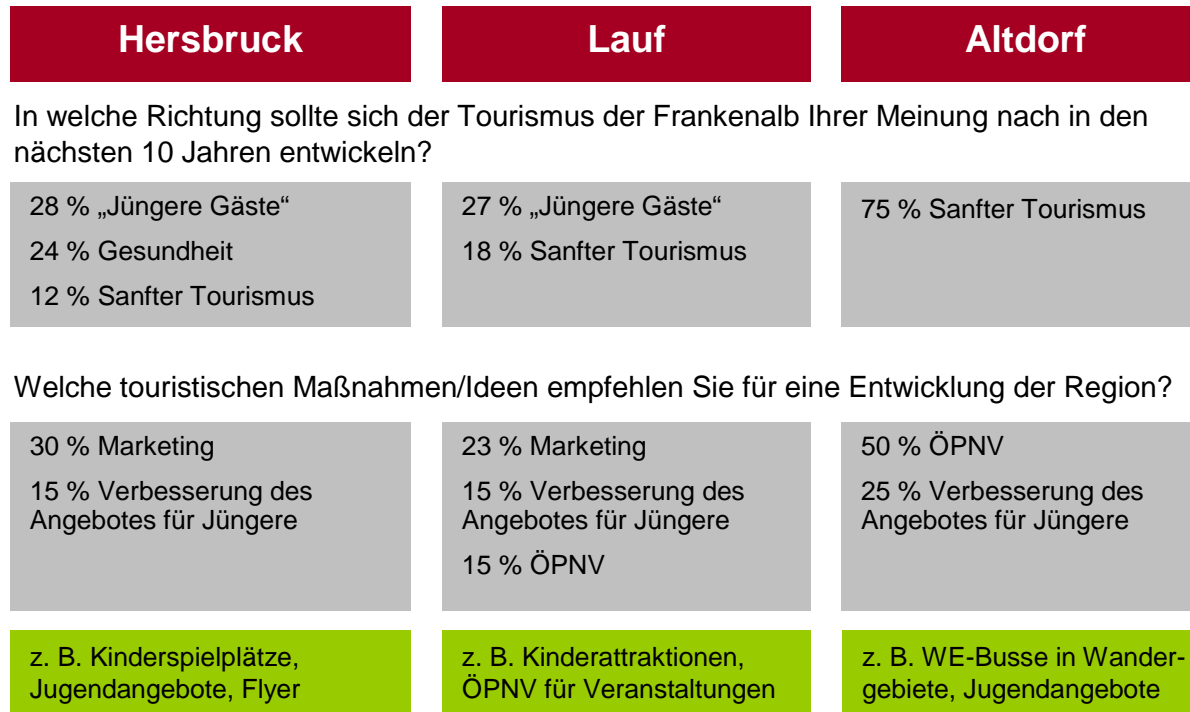 Hersbruck
Lauf
Altdorf
In welche Richtung sollte sich der Tourismus der Frankenalb Ihrer Meinung nach in den
nächsten 10 Jahren entwickeln?
28 % „Jüngere Gäste“
24 % Gesundheit
12 % Sanfter Tourismus
27 % „Jüngere Gäste“
18 % Sanfter Tourismus
75 % Sanfter Tourismus
Welche touristischen Maßnahmen/Ideen empfehlen Sie für eine Entwicklung der Region?
30 % Marketing
15 % Verbesserung des
Angebotes für Jüngere
23 % Marketing
15 % Verbesserung des
Angebotes für Jüngere
15 % ÖPNV
50 % ÖPNV
25 % Verbesserung des
Angebotes für Jüngere
z. B. Kinderspielplätze,
Jugendangebote, Flyer
z. B. Kinderattraktionen,
ÖPNV für Veranstaltungen
z. B. WE-Busse in Wander-
gebiete, Jugendangebote